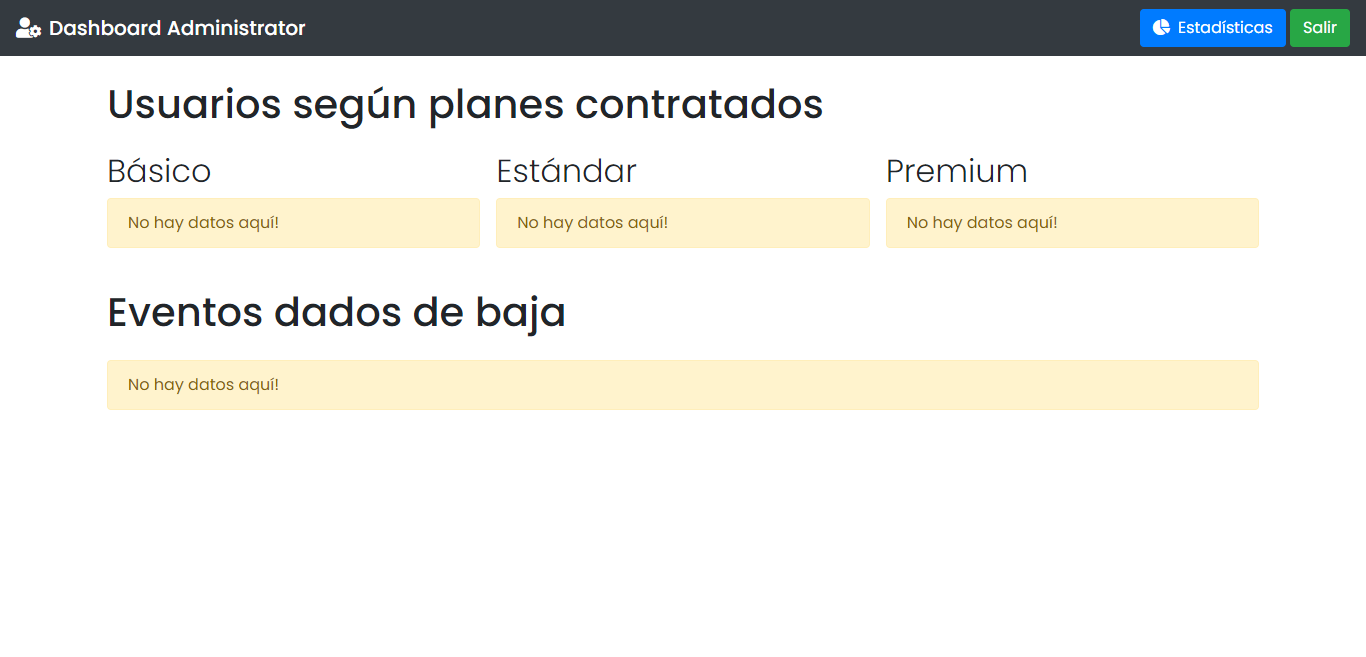 Dashboard Administrator
Estadísticas
Salir
Usuarios según planes contratados
Básico
Estándar
Premium
No hay datos aquí!
No hay datos aquí!
No hay datos aquí!
Eventos dados de baja
No hay datos aquí!